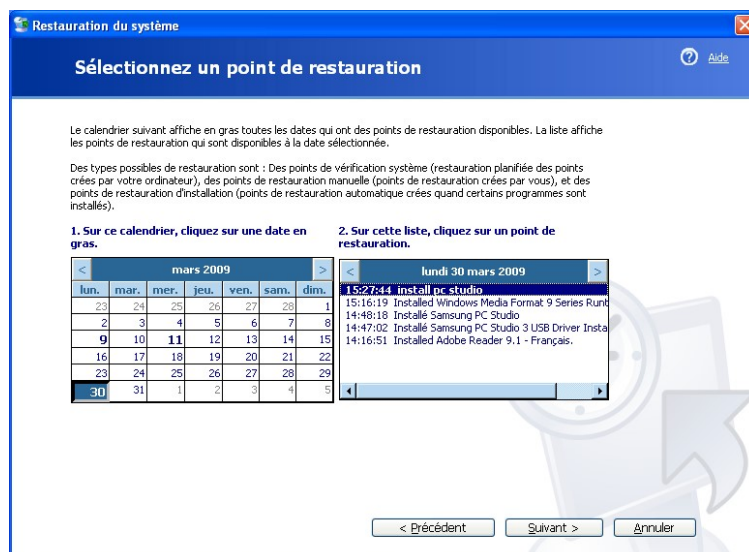 Restauration du système
Sélectionnez un point de restauration
Aide
Le calendrier suivant affiche en gras toutes les dates qui ont des points de restauration disponibles. La liste affiche
les points de restauration qui sont disponibles à la date sélectionnée.
Des types possibles de restauration sont : Des points de vérification système (restauration planifiée des points
crées par votre ordinateur), des points de restauration manuelle (points de restauration crées par vous), et des
points de restauration d'installation (points de restauration automatique crées quand certains programmes sont
installés).
1. Sur ce calendrier, cliquez sur une date en
gras.
< mars 2009 >
lun. mar. mer. jeu. ven. sam. dim.
23 24 25 26 27 28 1
2 3 4 5 6 7 8
9 10 11 12 13 14 15
16 17 18 19 20 21 22
23 24 25 26 27 28 29
30 31 1 2 3 4 5
2. Sur cette liste, cliquez sur un point de
restauration.
< lundi 30 mars 2009 >
15:27:44 install pc studio
15:16:19 Installed Windows Media Format 9 Series Runt
14:48:18 Installé Samsung PC Studio
14:47:02 Installé Samsung PC Studio 3 USB Driver Insta
14:16:51 Installed Adobe Reader 9.1 - Français.
< Précédent
Suivant >
Annuler